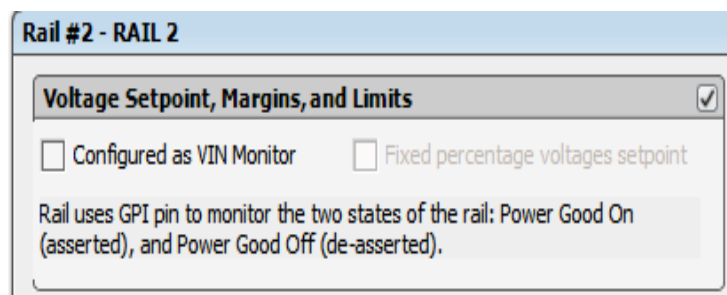 Rail #2 - RAIL 2
Voltage Setpoint, Margins, and Limits
Configured as VIN Monitor Fixed percentage voltages setpoint
Rail uses GPI pin to monitor the two states of the rail: Power Good On
(asserted), and Power Good Off (de-asserted).